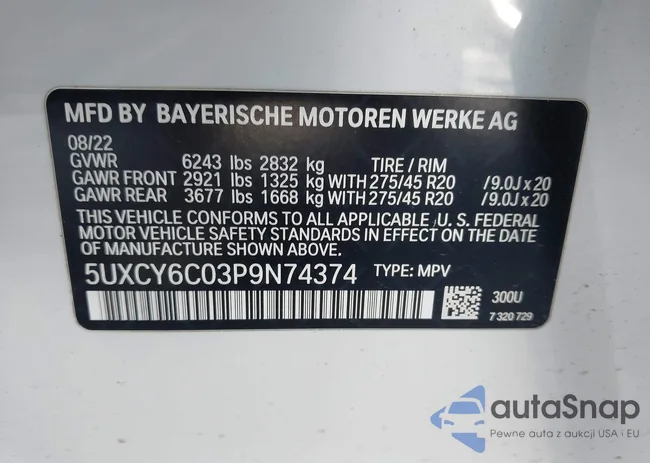 MFD BY BAYERISCHE MOTOREN WERKE AG
08/22
GVWR 6243 lbs 2832 kg TIRE / RIM
GAWR FRONT 2921 lbs 1325 kg WITH 275/45 R20 /9.0J x 20
GAWR REAR 3677 lbs 1668 kg WITH 275/45 R20 /9.0J x 20
THIS VEHICLE CONFORMS TO ALL APPLICABLE U. S. FEDERAL
MOTOR VEHICLE SAFETY STANDARDS IN EFFECT ON THE
DATE OF MANUFACTURE SHOWN ABOVE.
5UXCY6C03P9N74374 TYPE: MPV
300U
7 320 729
autoSnap
Pewne auta z aukcji USA i EU